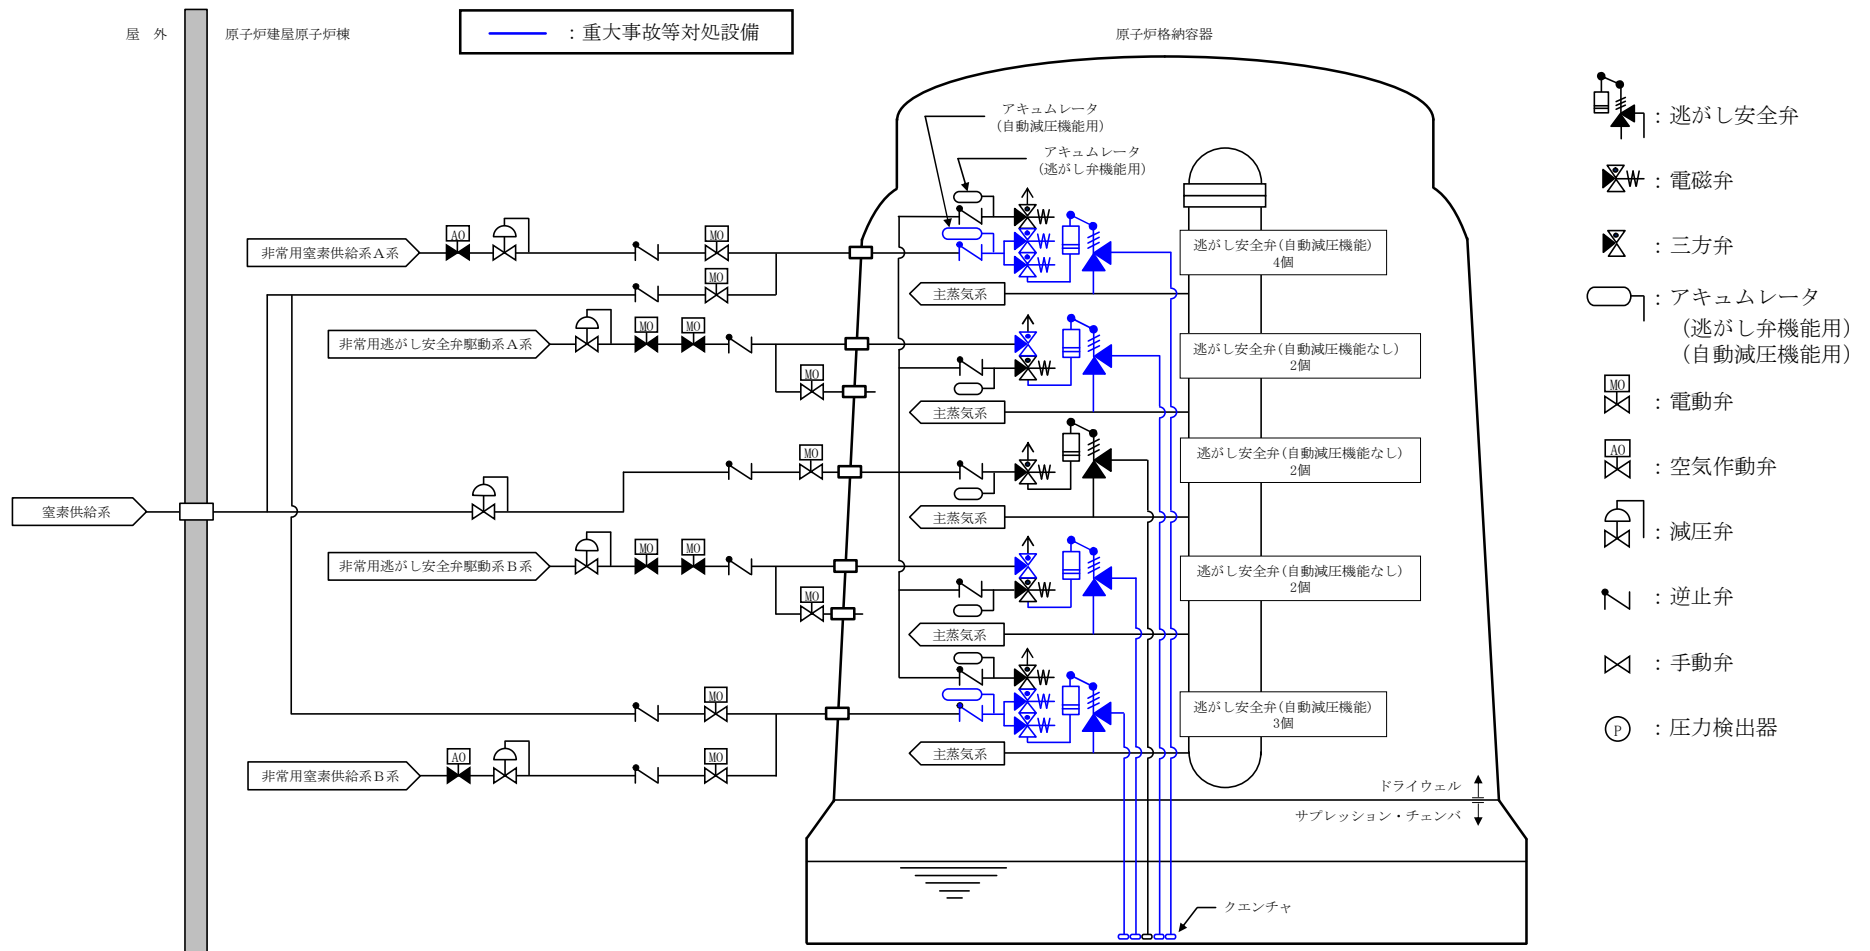 屋 外
原子炉建屋原子炉棟
：重大事故等対処設備
原子炉格納容器
アキュムレータ
(自動減圧機能用)
アキュムレータ
(逃がし弁機能用)
AO
MO
非常用窒素供給系A系
MO
逃がし安全弁(自動減圧機能)
4個
主蒸気系
非常用逃がし安全弁駆動系A系
MO
MO
MO
逃がし安全弁(自動減圧機能なし)
2個
主蒸気系
MO
逃がし安全弁(自動減圧機能なし)
2個
窒素供給系
主蒸気系
非常用逃がし安全弁駆動系B系
MO
MO
MO
逃がし安全弁(自動減圧機能なし)
2個
主蒸気系
MO
逃がし安全弁(自動減圧機能)
3個
主蒸気系
非常用窒素供給系B系
AO
MO
ドライウェル
サプレッション・チェンバ
クエンチャ
：逃がし安全弁
：電磁弁
：三方弁
：アキュムレータ
(逃がし弁機能用)
(自動減圧機能用)
MO
：電動弁
AO
：空気作動弁
：減圧弁
：逆止弁
：手動弁
P
：圧力検出器